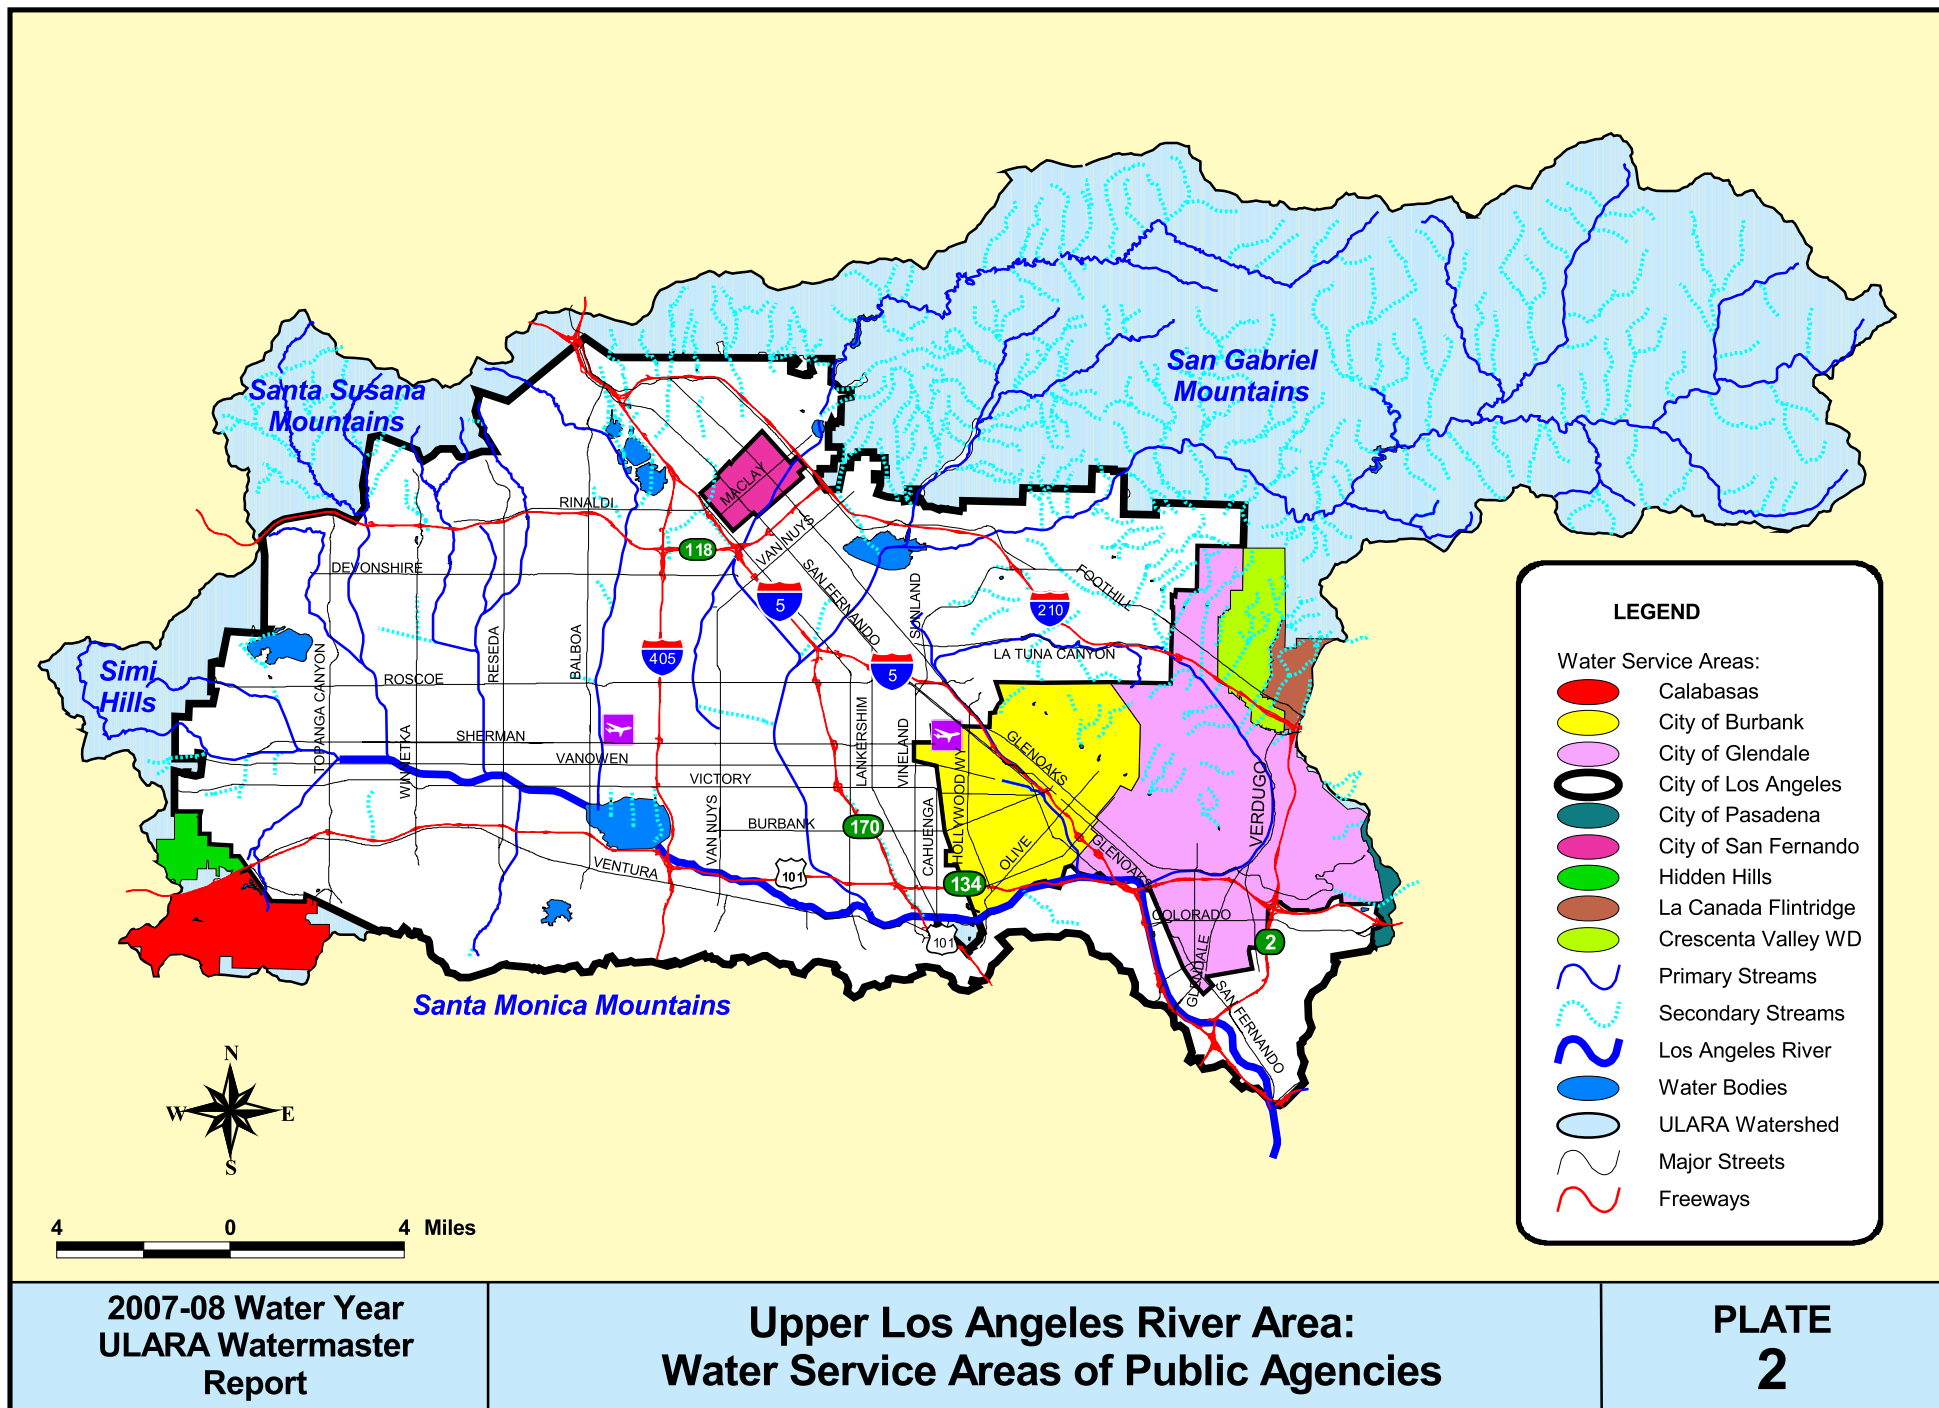 San Gabriel
Mountains
Santa Susana
Mountains
Simi
Hills
Santa Monica Mountains
MACLAY
RINALDI
118
VAN NUYS
DEVONSHIRE
SAN FERNANDO
5
SUNLAND
FOOTHILL
210
405
5
LA TUNA CANYON
TOPANGA CANYON
RESEDA
BALBOA
ROSCOE
WINNETKA
SHERMAN
VANOWEN
VICTORY
LANKERSHIM
VINELAND
GLENOAKS
HOLLYWOOD WY
VERDUGO
VAN NUYS
BURBANK
170
CAHUENGA
OLIVE
GLENOAKS
VENTURA
101
134
COLORADO
101
2
GLENDALE
SAN FERNANDO
N
W
E
S
4 0 4 Miles
LEGEND
Water Service Areas:
Calabasas
City of Burbank
City of Glendale
City of Los Angeles
City of Pasadena
City of San Fernando
Hidden Hills
La Canada Flintridge
Crescenta Valley WD
Primary Streams
Secondary Streams
Los Angeles River
Water Bodies
ULARA Watershed
Major Streets
Freeways
2007-08 Water Year
ULARA Watermaster
Report
Upper Los Angeles River Area:
Water Service Areas of Public Agencies
PLATE
2